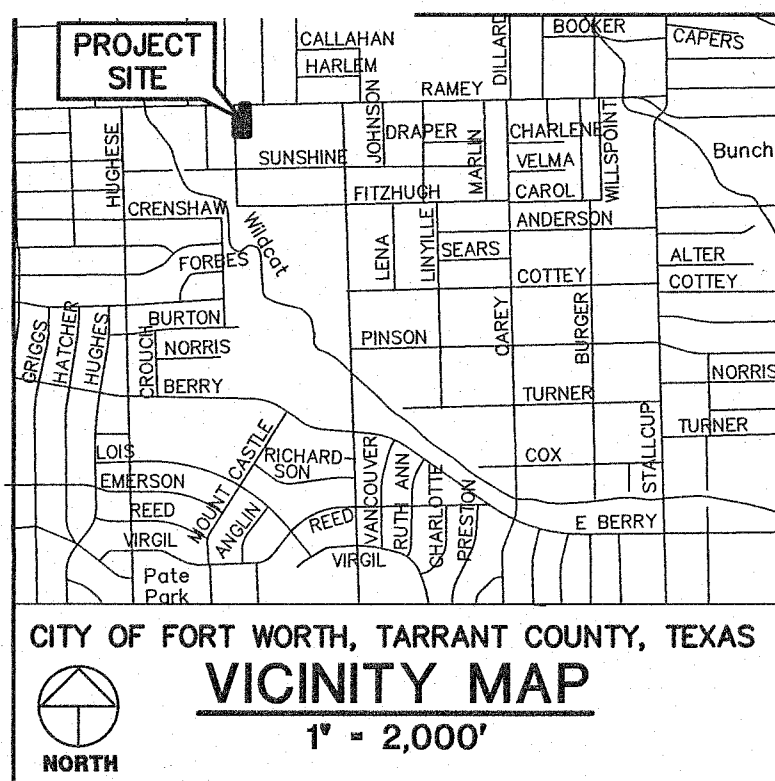 PROJECT
SITE
CALLAHAN
HARLEM
DILLARD
BOOKER
CAPERS
RAMEY
HUGHESE
JOHNSON
DRAPER
MARLIN
CHARLENE
WILLSPOINT
Bunch
SUNSHINE
VELMA
FITZHUGH
CAROL
CRENSHAW
Wildcat
ANDERSON
LENA
LINYILLE
SEARS
ALTER
FORBES
COTTEY
COTTEY
GRIGGS
HATCHER
HUGHES
BURTON
CROUCH
NORRIS
PINSON
CAREY
BURGER
BERRY
NORRIS
TURNER
TURNER
STALLCUP
LOIS
MOUNT CASTLE
RICHARD-
SON
VANCOUVER
RUTH ANN
CHARLOTTE
PRESTON
COX
EMERSON
REED
ANGLIN
REED
E BERRY
VIRGIL
VIRGIL
Pate
Park
CITY OF FORT WORTH, TARRANT COUNTY, TEXAS
VICINITY MAP
1" = 2,000'
NORTH